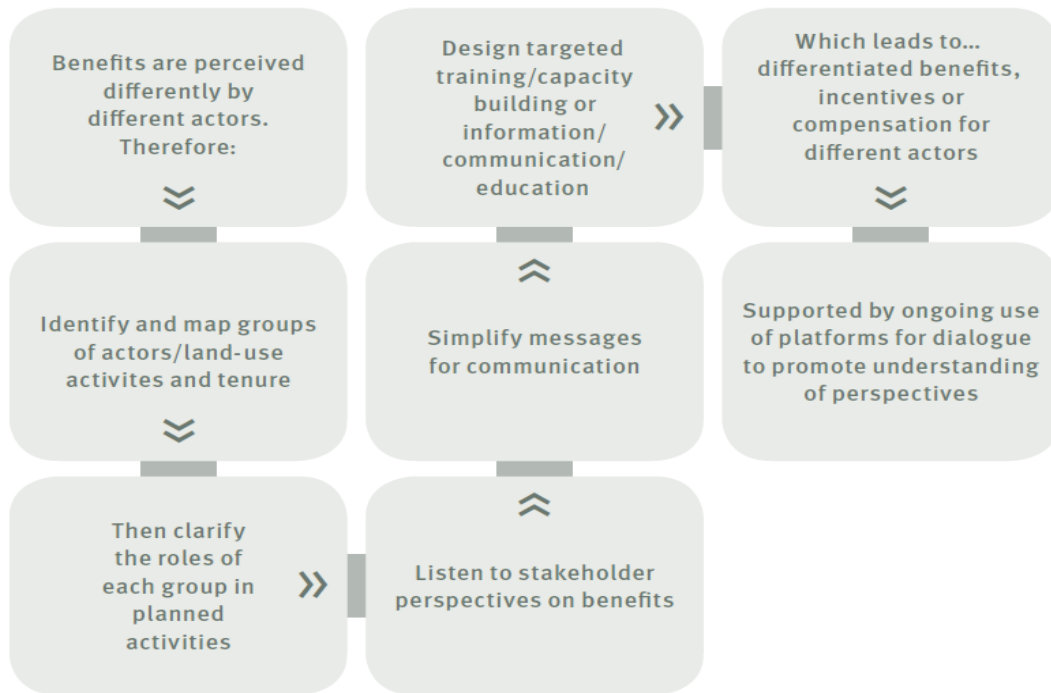 Benefits are perceived
differently by
different actors.
Therefore:
Identify and map groups
of actors/land-use
activites and tenure
Then clarify
the roles of
each group in
planned
activities
Listen to stakeholder
perspectives on benefits
Simplify messages
for communication
Design targeted
training/capacity
building or
information/
communication/
education
Which leads to...
differentiated benefits,
incentives or
compensation for
different actors
Supported by ongoing use
of platforms for dialogue
to promote understanding
of perspectives